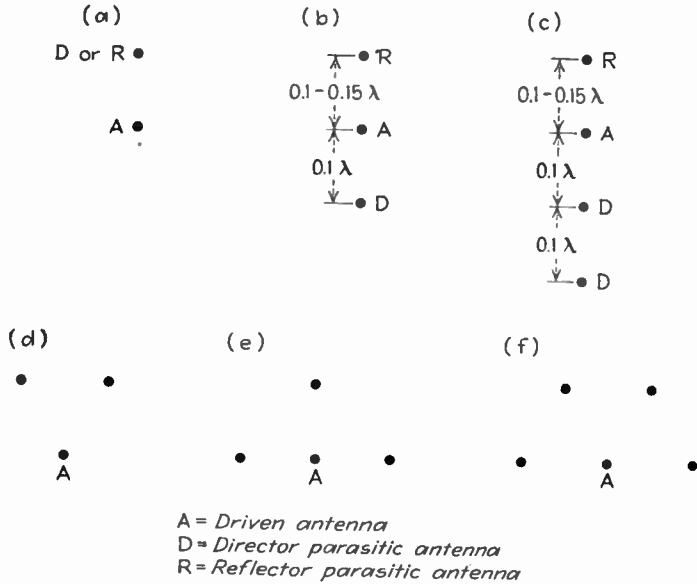 (a)
D or R
A
(b)
R
0.1-0.15 λ
A
0.1 λ
D
(c)
R
0.1-0.15 λ
A
0.1 λ
D
0.1 λ
D
(d)
A
(e)
A
(f)
A
A = Driven antenna
D = Director parasitic antenna
R = Reflector parasitic antenna